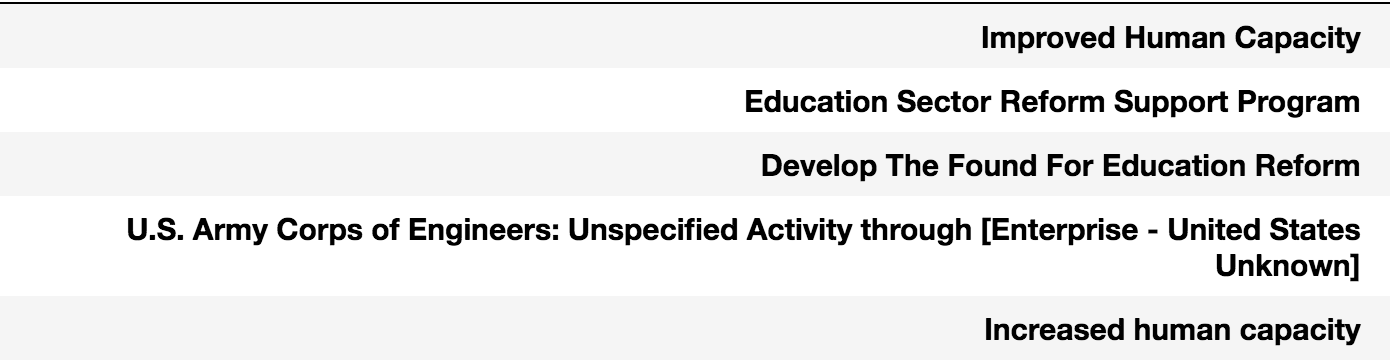 Improved Human Capacity
Education Sector Reform Support Program
Develop The Found For Education Reform
U.S. Army Corps of Engineers: Unspecified Activity through [Enterprise - United States
Unknown]
Increased human capacity